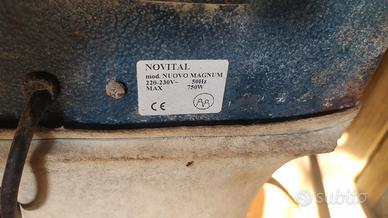 NOVITAL
mod. NUOVO MAGNUM
220-230V~ 50Hz
MAX 750W
CE
subito